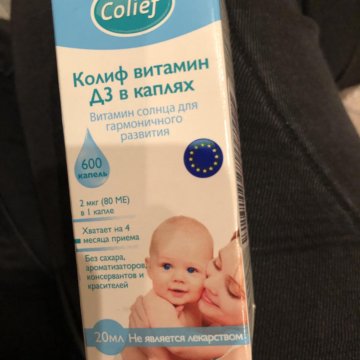 Colief
Колиф витамин
Д3 в каплях
Витамин солнца для
гармоничного
развития
600
капель
2 мкг (80 МЕ)
в 1 капле
Хватает на 4
месяца приема
Без сахара,
ароматизаторов,
консервантов и
красителей
20мл Не является лекарством